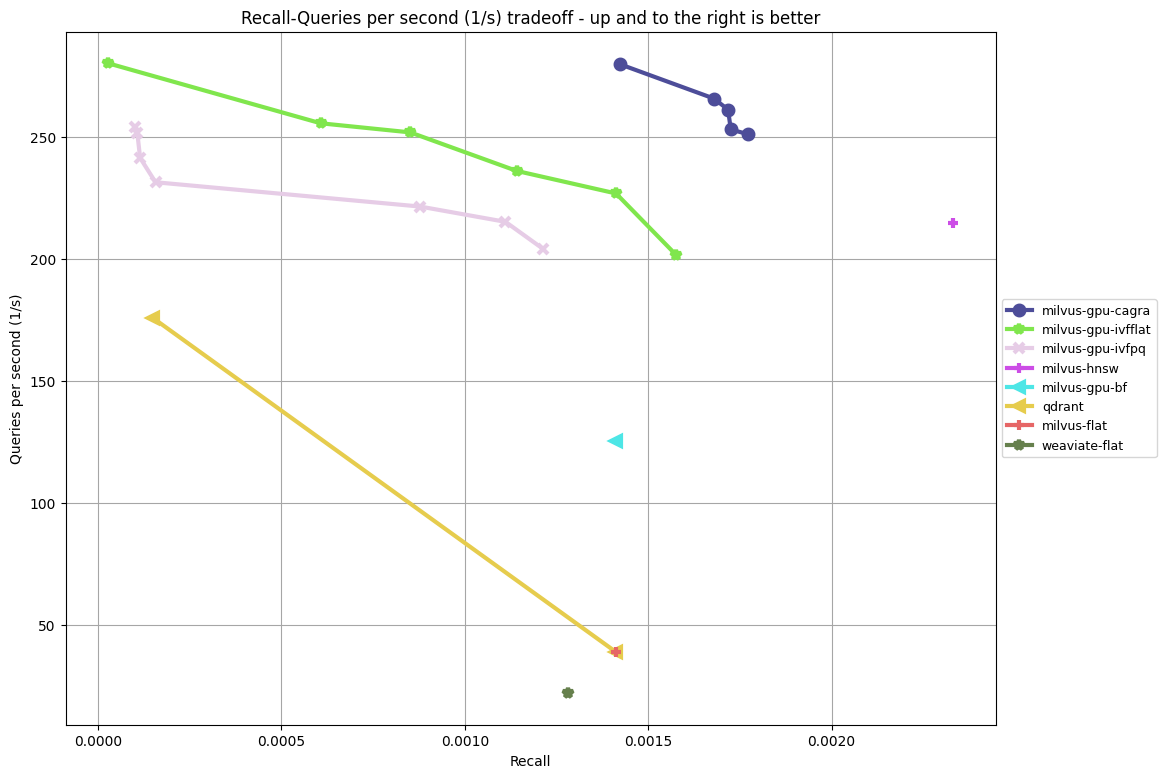 Recall-Queries per second (1/s) tradeoff - up and to the right is better
Queries per second (1/s)
250
200
150
100
50
0.0000
0.0005
0.0010
0.0015
0.0020
Recall
milvus-gpu-cagra
milvus-gpu-ivfflat
milvus-gpu-ivfpq
milvus-hnsw
milvus-gpu-bf
qdrant
milvus-flat
weaviate-flat